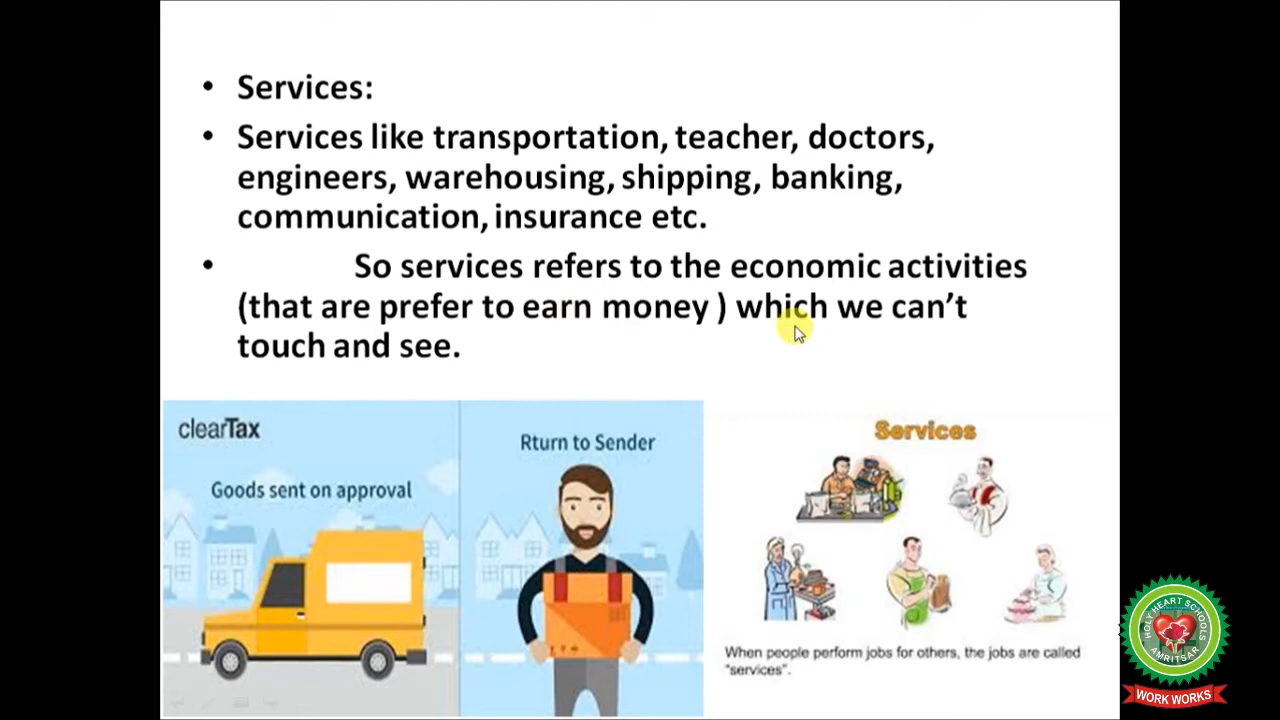 • Services:
• Services like transportation, teacher, doctors,
engineers, warehousing, shipping, banking,
communication, insurance etc.
• So services refers to the economic activities
(that are prefer to earn money ) which we can't
touch and see.
clearTax
Goods sent on approval
Rturn to Sender
Services
When people perform jobs for others, the jobs are called
"services".
HOLY HEART SCHOOLS
AMRITSAR
WORK WORKS